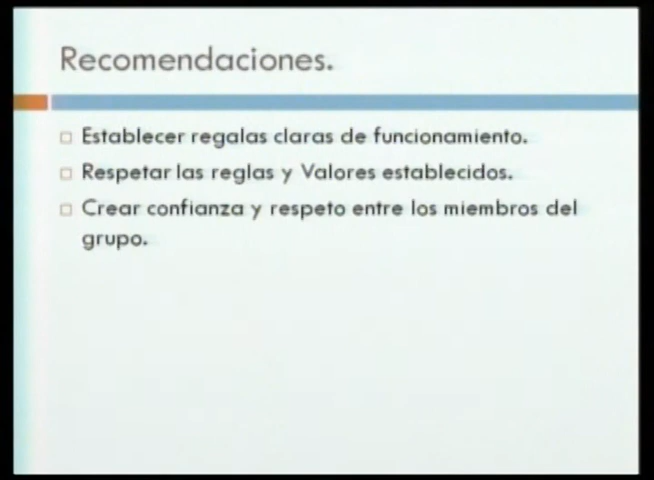 Recomendaciones.
Establecer regalas claras de funcionamiento.
Respetar las reglas y Valores establecidos.
Crear confianza y respeto entre los miembros del
grupo.